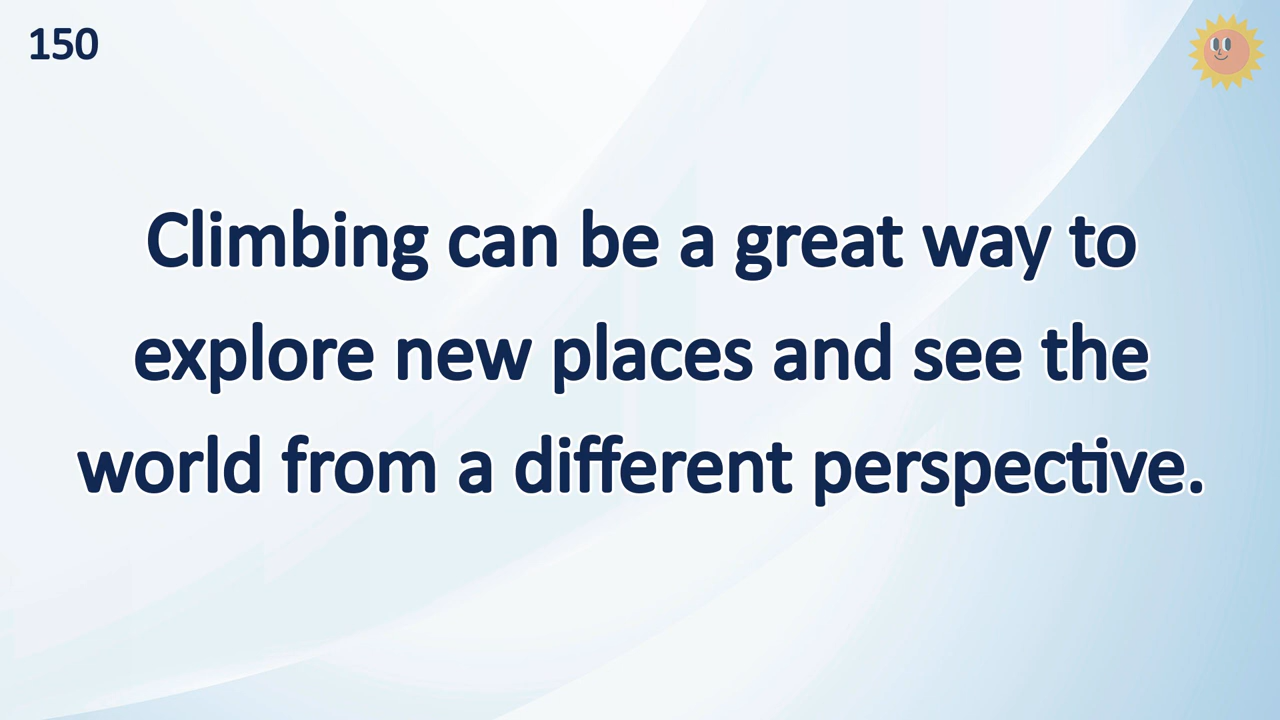 150
Climbing can be a great way to
explore new places and see the
world from a different perspective.